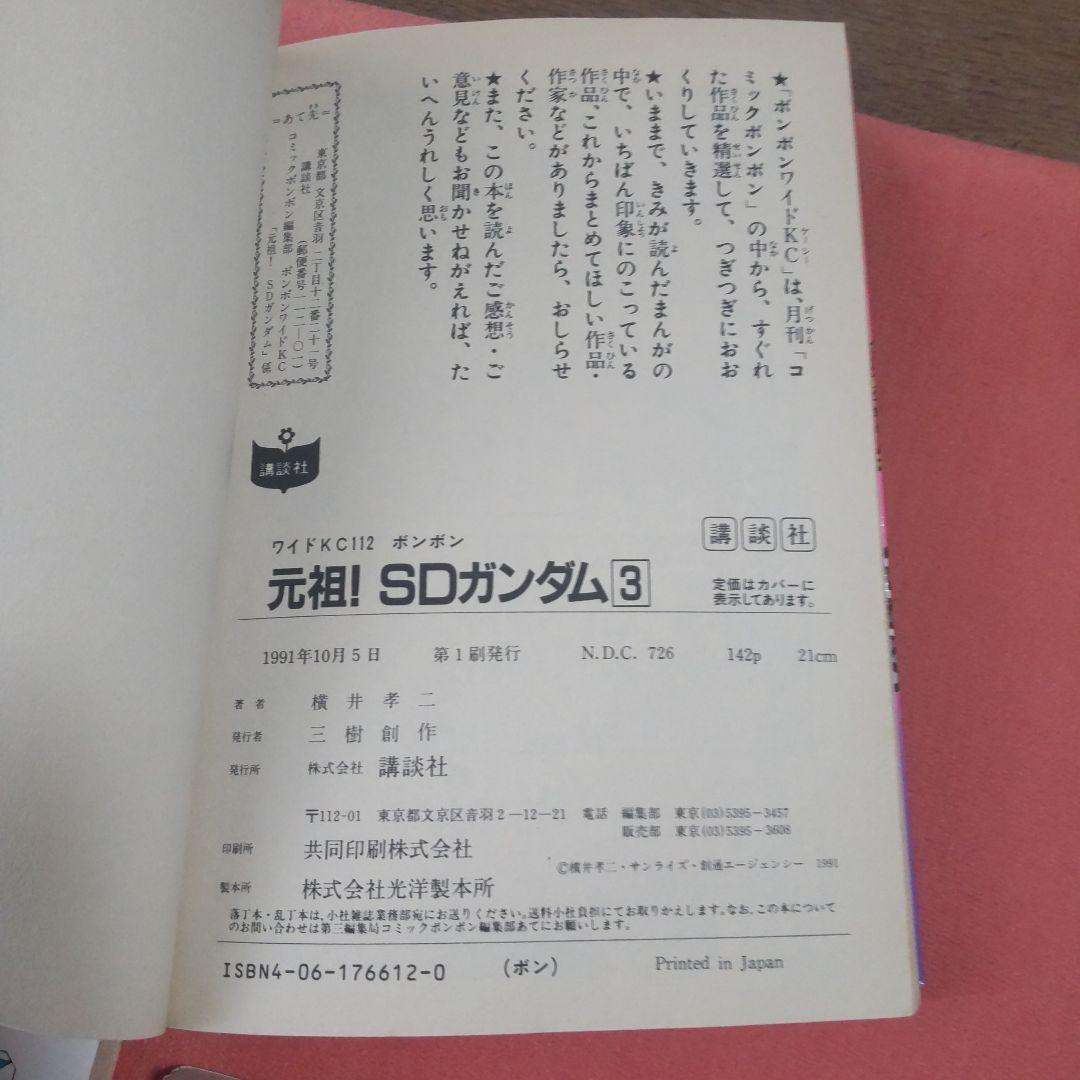 ★「ボンボンワイドKC」は、月刊「コ
ミックボンボン」の中から、すぐれ
た作品を精選して、つぎつぎにおお
くりしていきます。
★いままで、きみが読んだまんがの
中で、いちばん印象にのこっている
作品、これからまとめてほしい作品・
作家などがありましたら、おしらせ
ください。
★また、この本を読んだご感想・ご
意見などもお聞かせねがえれば、た
いへんうれしく思います。
=あて先=
東京都 文京区音羽 二丁目十二番二十一号
講談社 (郵便番号一一二-〇一)
コミックボンボン編集部 ボンボンワイドKC
「元祖! SDガンダム」係
講談社
ワイドKC112 ボンボン
講談社
元祖! SDガンダム3
定価はカバーに
表示してあります。
1991年10月5日 第1刷発行 N.D.C. 726 142p 21cm
著者 横井孝二
発行者 三樹創作
発行所 株式会社 講談社
〒112-01 東京都文京区音羽2―12―21 電話 編集部 東京(03)5395-3457
販売部 東京(03)5395-3608
印刷所 共同印刷株式会社
©横井孝二・サンライズ・創通エージェンシー 1991
製本所 株式会社光洋製本所
落丁本・乱丁本は、小社雑誌業務部宛にお送りください。送料小社負担にてお取りかえします。なお、この本について
のお問い合わせは第三編集局コミックボンボン編集部あてにお願いします。
ISBN4-06-176612-0 (ボン) Printed in Japan